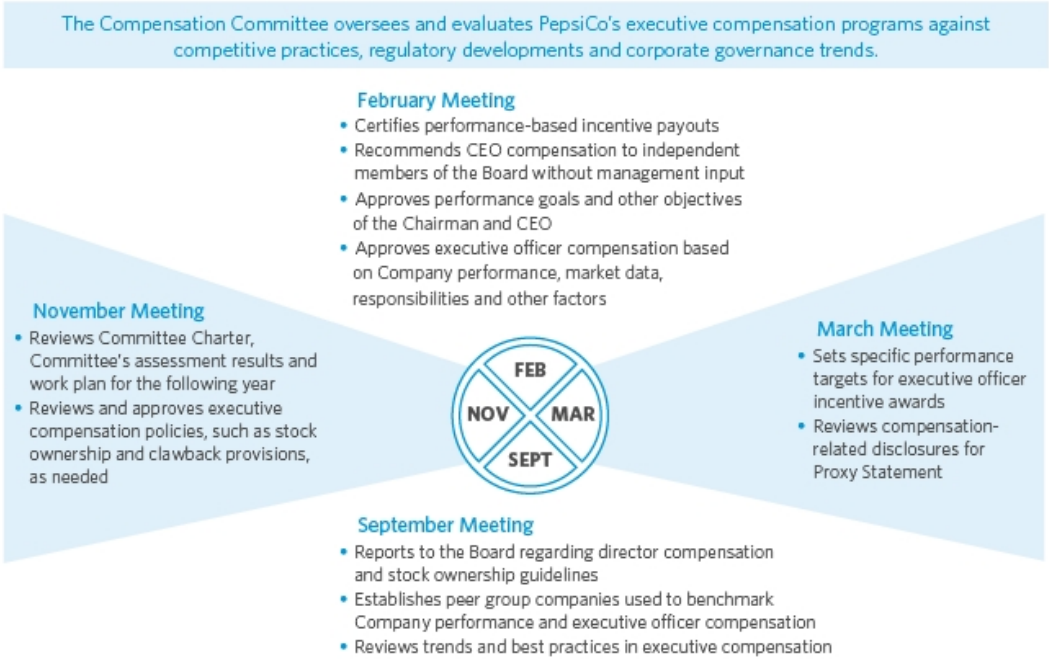 The Compensation Committee oversees and evaluates PepsiCo's executive compensation programs against
competitive practices, regulatory developments and corporate governance trends.
February Meeting
• Certifies performance-based incentive payouts
• Recommends CEO compensation to independent
members of the Board without management input
• Approves performance goals and other objectives
of the Chairman and CEO
• Approves executive officer compensation based
on Company performance, market data,
responsibilities and other factors
November Meeting
• Reviews Committee Charter,
Committee's assessment results and
work plan for the following year
• Reviews and approves executive
compensation policies, such as stock
ownership and clawback provisions,
as needed
FEB
NOV
MAR
SEPT
March Meeting
• Sets specific performance
targets for executive officer
incentive awards
• Reviews compensation-
related disclosures for
Proxy Statement
September Meeting
• Reports to the Board regarding director compensation
and stock ownership guidelines
• Establishes peer group companies used to benchmark
Company performance and executive officer compensation
• Reviews trends and best practices in executive compensation